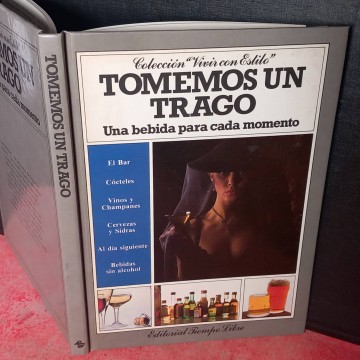 Colección "Vivir con Estilo"
TOMEMOS UN
TRAGO
Una bebida para cada momento
El Bar
Cócteles
Vinos y
Champanes
Cervezas
y Sidras
Al día siguiente
Bebidas
sin alcohol
Editorial Tiempo Libre
TOMEMOS UN TRAGO